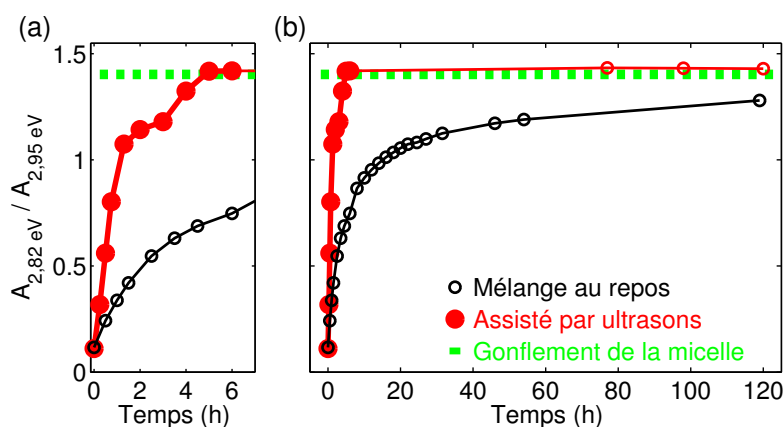 (a)
(b)
A2,82 eV / A2,95 eV
1.5
1
0.5
0
0 2 4 6
Temps (h)
0 20 40 60 80 100 120
Temps (h)
Mélange au repos
Assisté par ultrasons
Gonflement de la micelle